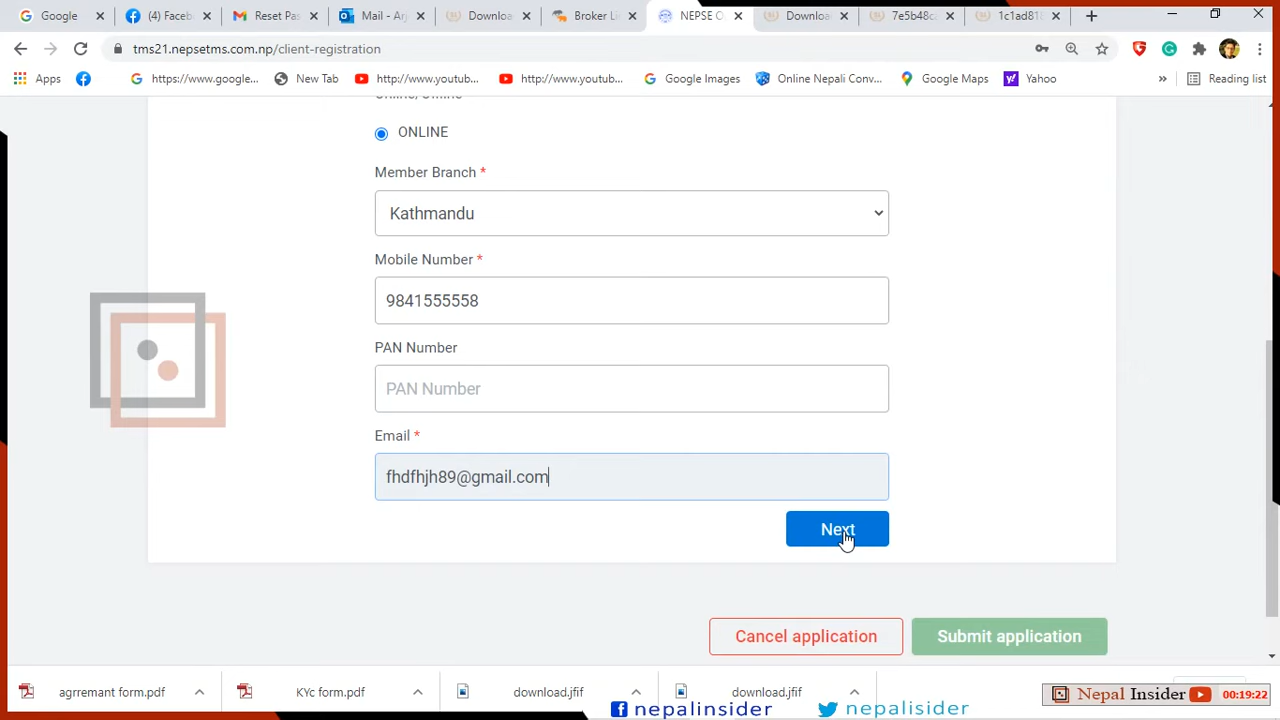 Google
(4) Face
Reset Pa
Mail - A
Downloa
Broker Li
NEPSE O
Downloa
7e5b48c
1c1ad81
tms21.nepsetms.com.np/client-registration
Apps
https://www.google...
New Tab
http://www.youtub...
http://www.youtub...
Google Images
Online Nepali Conv...
Google Maps
Yahoo
»
Reading list
ONLINE
Member Branch *
Kathmandu
Mobile Number *
9841555558
PAN Number
PAN Number
Email *
fhdfhjh89@gmail.com
Next
Cancel application
Submit application
agrremant form.pdf
KYc form.pdf
download.jfif
download.jfif
Nepal Insider
00:19:22
nepalinsider
nepalisider